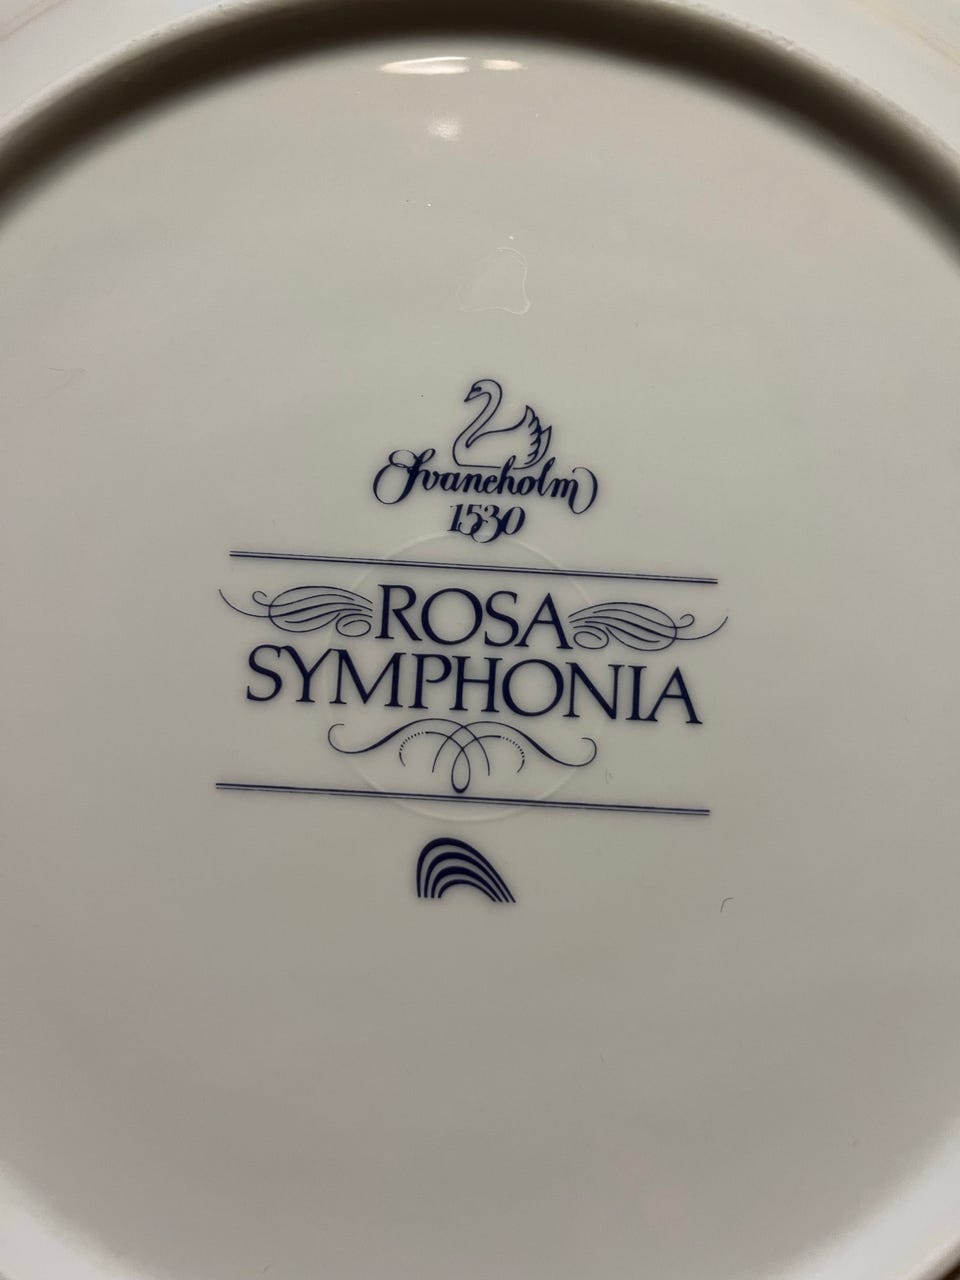 Svaneholm
1530
ROSA
SYMPHONIA